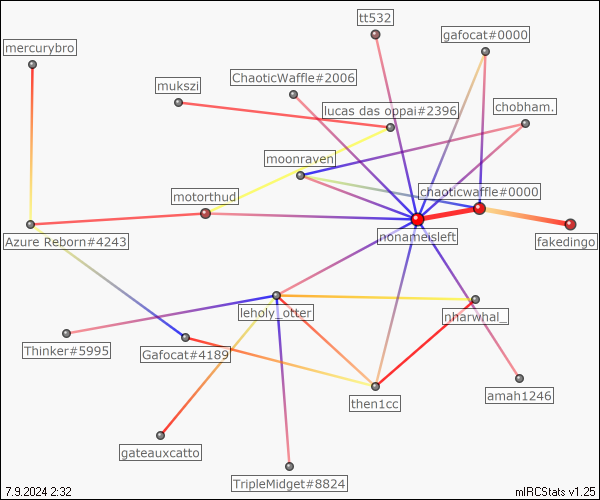 tt532
gafocat#0000
mercurybro
ChaoticWaffle#2006
mukszi
lucas das oppai#2396
chobham.
moonraven
chaoticwaffle#0000
motorthud
nonameisleft
Azure Reborn#4243
fakedingo
leholy_otter
nharwhal_
Thinker#5995
Gafocat#4189
amah1246
then1cc
gateauxcatto
TripleMidget#8824
7.9.2024 2:32
mIRCStats v1.25